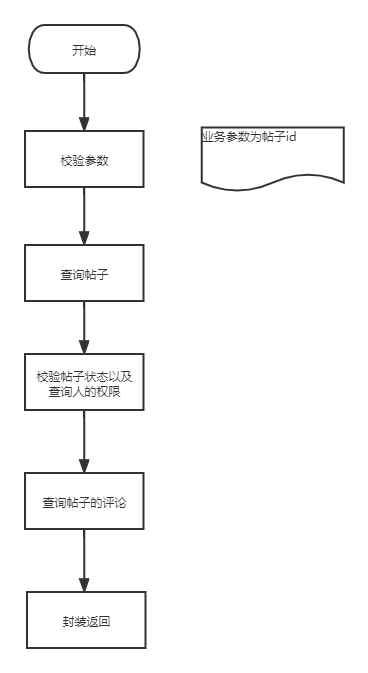 开始
业务参数为帖子id
校验参数
查询帖子
校验帖子状态以及
查询人的权限
查询帖子的评论
封装返回